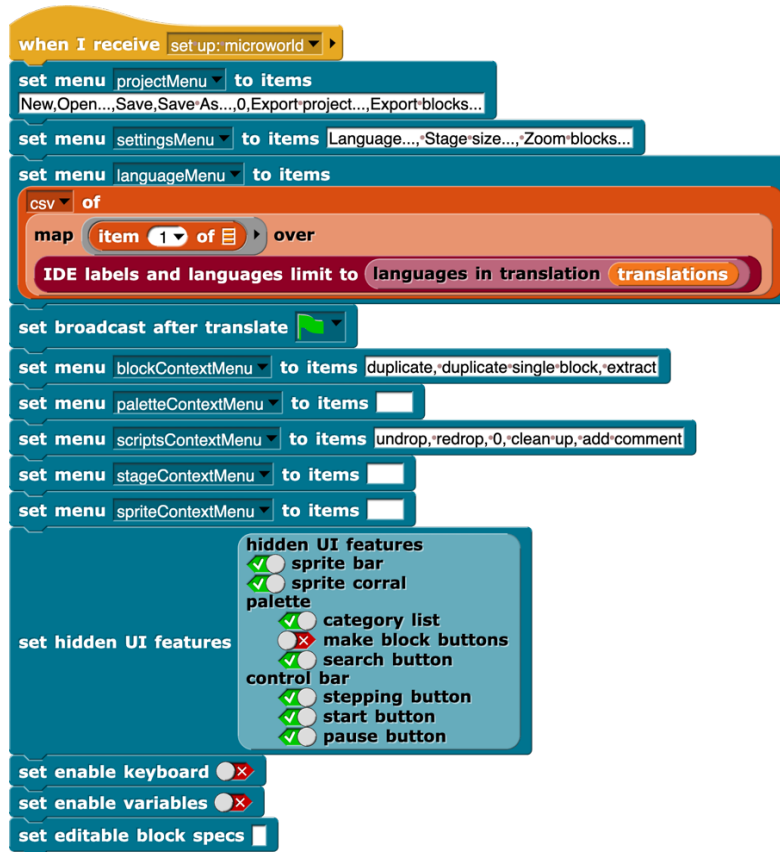 when I receive set up: microworld
set menu projectMenu to items
New,Open...,Save,Save As...,0,Export project...,Export blocks...
set menu settingsMenu to items Language..., Stage size..., Zoom blocks...
set menu languageMenu to items
csv of
map item 1 of over
IDE labels and languages limit to languages in translation translations
set broadcast after translate
set menu blockContextMenu to items duplicate, duplicate single block, extract
set menu paletteContextMenu to items
set menu scriptsContextMenu to items undrop, redrop, 0, clean up, add comment
set menu stageContextMenu to items
set menu spriteContextMenu to items
set hidden UI features
hidden UI features
sprite bar
sprite corral
palette
category list
make block buttons
search button
control bar
stepping button
start button
pause button
set enable keyboard
set enable variables
set editable block specs